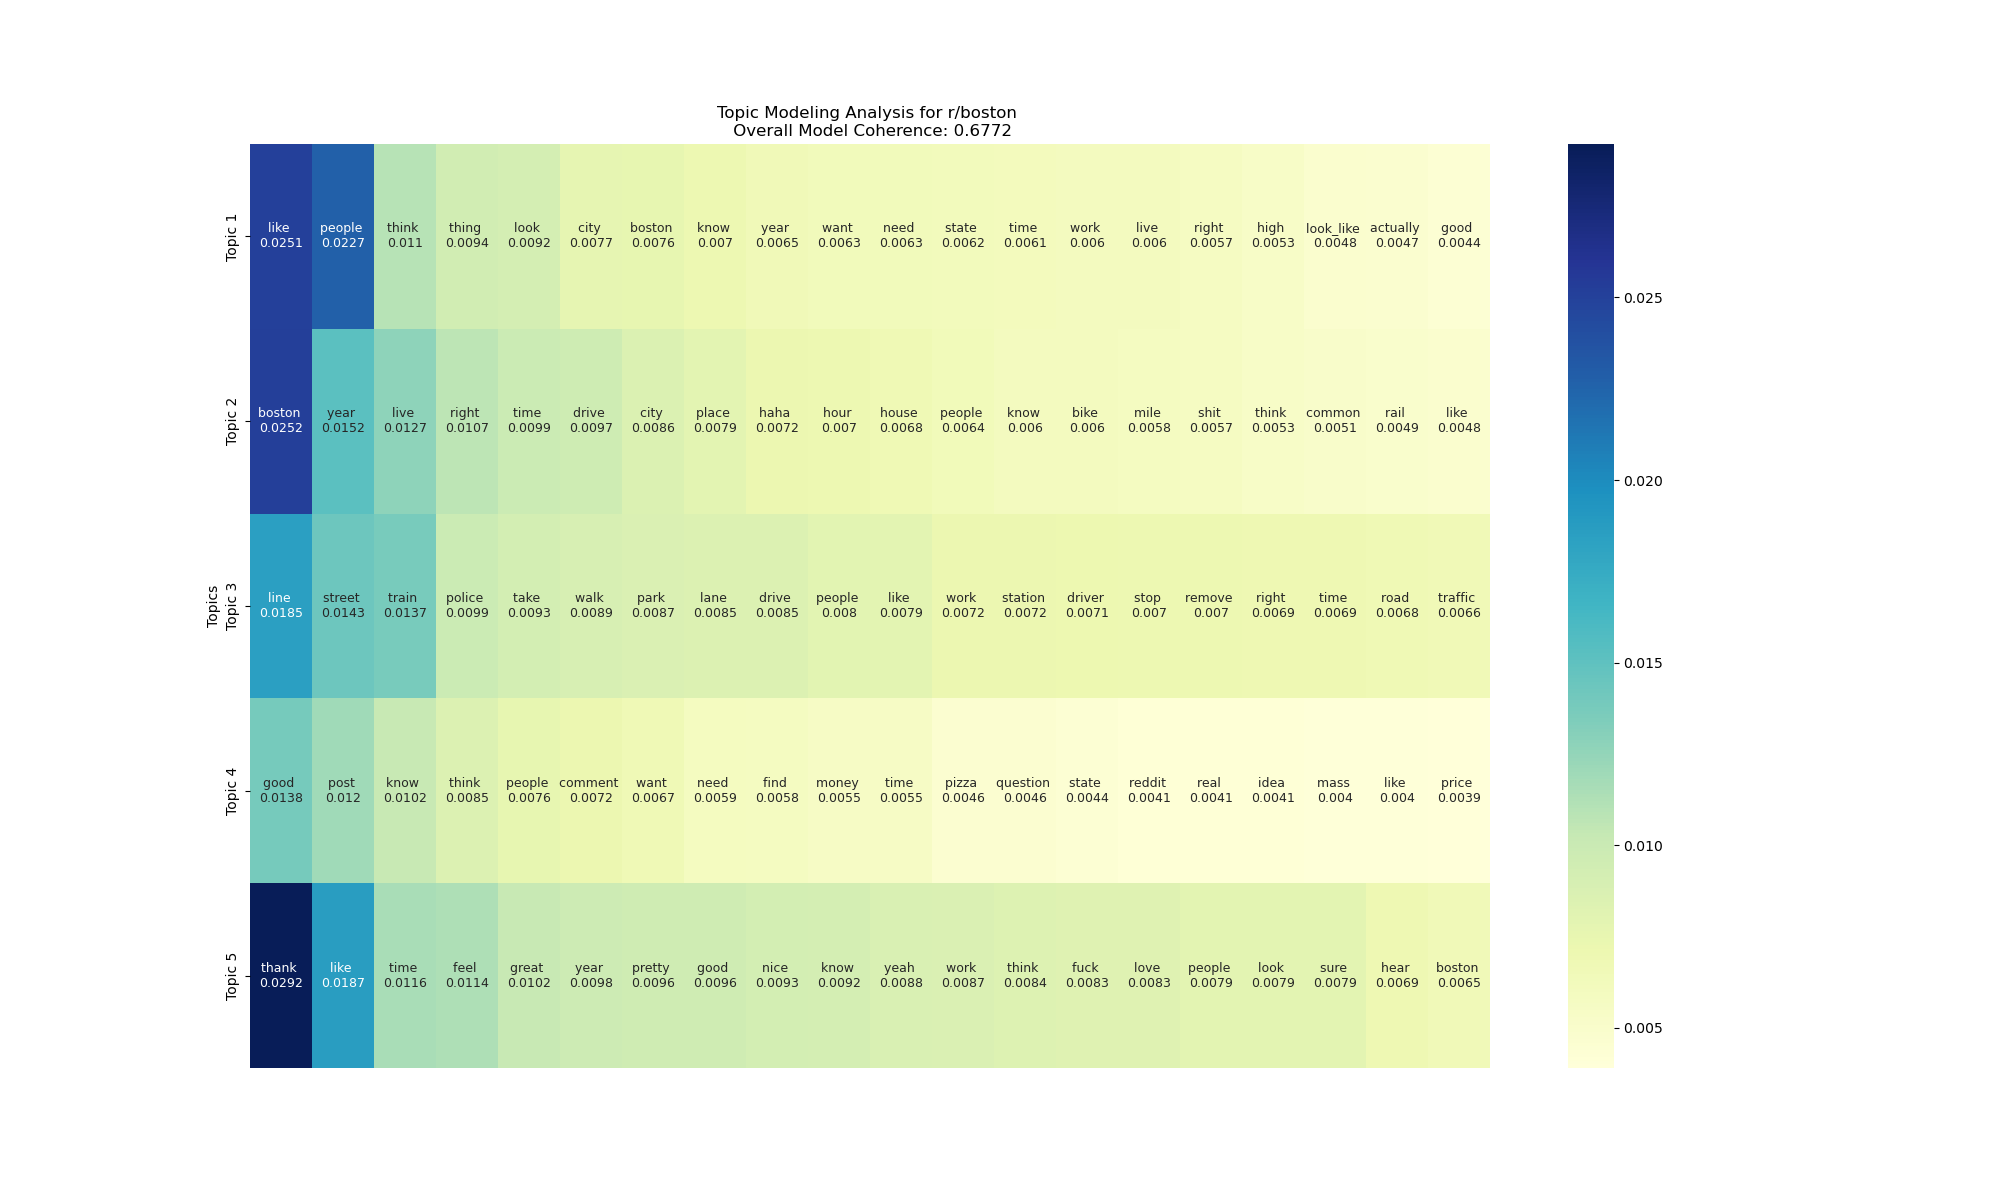 Topic Modeling Analysis for r/boston
Overall Model Coherence: 0.6772
Topics
Topic 1
like people think thing look city boston know year want need state time work live right high look_like actually good
0.0251 0.0227 0.011 0.0094 0.0092 0.0077 0.0076 0.007 0.0065 0.0063 0.0063 0.0062 0.0061 0.006 0.006 0.0057 0.0053 0.0048 0.0047 0.0044
Topic 2
boston year live right time drive city place haha hour house people know bike mile shit think common rail like
0.0252 0.0152 0.0127 0.0107 0.0099 0.0097 0.0086 0.0079 0.0072 0.007 0.0068 0.0064 0.006 0.006 0.0058 0.0057 0.0053 0.0051 0.0049 0.0048
Topic 3
line street train police take walk park lane drive people like work station driver stop remove right time road traffic
0.0185 0.0143 0.0137 0.0099 0.0093 0.0089 0.0087 0.0085 0.0085 0.008 0.0079 0.0072 0.0072 0.0071 0.007 0.007 0.0069 0.0069 0.0068 0.0066
Topic 4
good post know think people comment want need find money time pizza question state reddit real idea mass like price
0.0138 0.012 0.0102 0.0085 0.0076 0.0072 0.0067 0.0059 0.0058 0.0055 0.0055 0.0046 0.0046 0.0044 0.0041 0.0041 0.0041 0.004 0.004 0.0039
Topic 5
thank like time feel great year pretty good nice know yeah work think fuck love people look sure hear boston
0.0292 0.0187 0.0116 0.0114 0.0102 0.0098 0.0096 0.0096 0.0093 0.0092 0.0088 0.0087 0.0084 0.0083 0.0083 0.0079 0.0079 0.0079 0.0069 0.0065
0.025
0.020
0.015
0.010
0.005